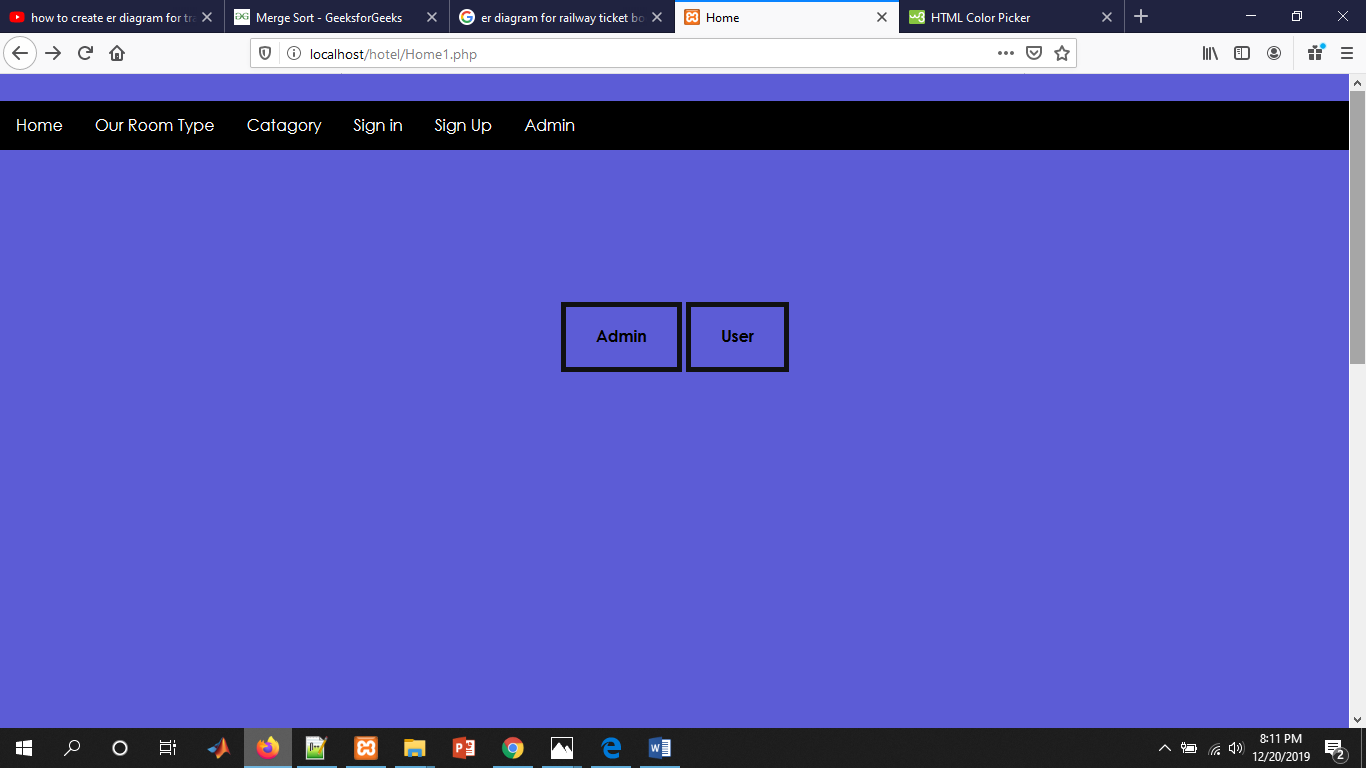 how to create er diagram for tra
Merge Sort - GeeksforGeeks
er diagram for railway ticket bo
Home
HTML Color Picker
localhost/hotel/Home1.php
Home Our Room Type Catagory Sign in Sign Up Admin
Admin User
8:11 PM
12/20/2019
2